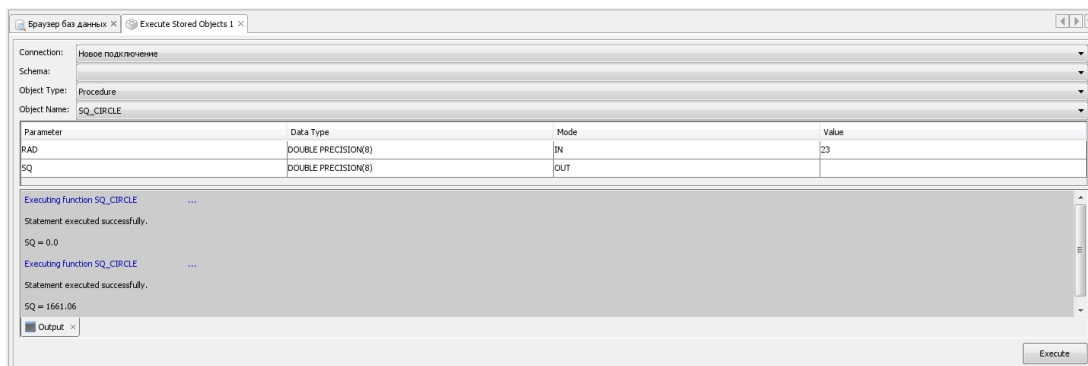 Браузер баз данных × Execute Stored Objects 1 ×
Connection: Новое подключение
Schema:
Object Type: Procedure
Object Name: SQ_CIRCLE
Parameter Data Type Mode Value
RAD DOUBLE PRECISION(8) IN 23
SQ DOUBLE PRECISION(8) OUT
Executing function SQ_CIRCLE ...
Statement executed successfully.
SQ = 0.0
Executing function SQ_CIRCLE ...
Statement executed successfully.
SQ = 1661.06
Output ×
Execute